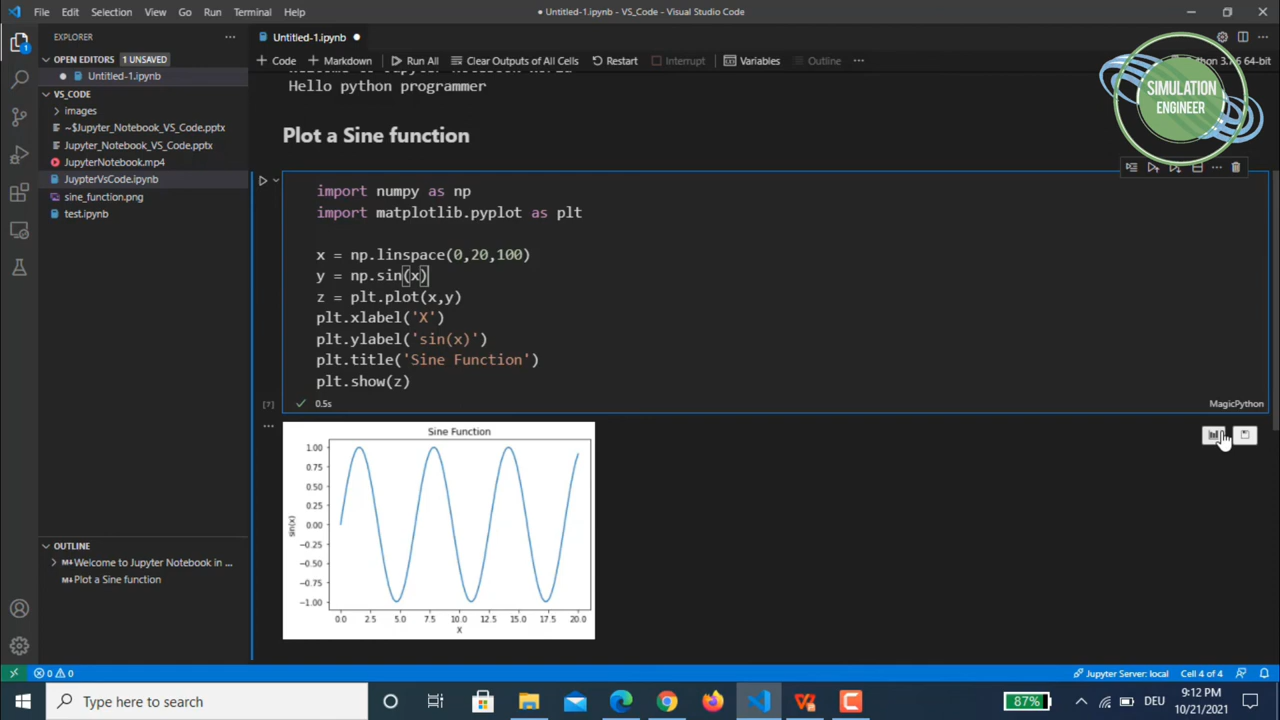 File Edit Selection View Go Run Terminal Help
● Untitled-1.ipynb - VS_Code - Visual Studio Code
EXPLORER
OPEN EDITORS 1 UNSAVED
Untitled-1.ipynb
VS_CODE
images
~$Jupyter_Notebook_VS_Code.pptx
Jupyter_Notebook_VS_Code.pptx
JupyterNotebook.mp4
JuypterVsCode.ipynb
sine_function.png
test.ipynb
OUTLINE
M↓Welcome to Jupyter Notebook in ...
M↓Plot a Sine function
Untitled-1.ipynb
+ Code + Markdown Run All Clear Outputs of All Cells Restart Interrupt Variables Outline ...
64-bit
SIMULATION
ENGINEER
Hello python programmer
Plot a Sine function
import numpy as np
import matplotlib.pyplot as plt
x = np.linspace(0,20,100)
y = np.sin(x)
z = plt.plot(x,y)
plt.xlabel('X')
plt.ylabel('sin(x)')
plt.title('Sine Function')
plt.show(z)
[7]
0.5s
MagicPython
Sine Function
1.00
0.75
0.50
0.25
0.00
−0.25
−0.50
−0.75
−1.00
sin(x)
0.0 2.5 5.0 7.5 10.0 12.5 15.0 17.5 20.0
X
0 0
Jupyter Server: local Cell 4 of 4
Type here to search
87%
DEU
9:12 PM
10/21/2021